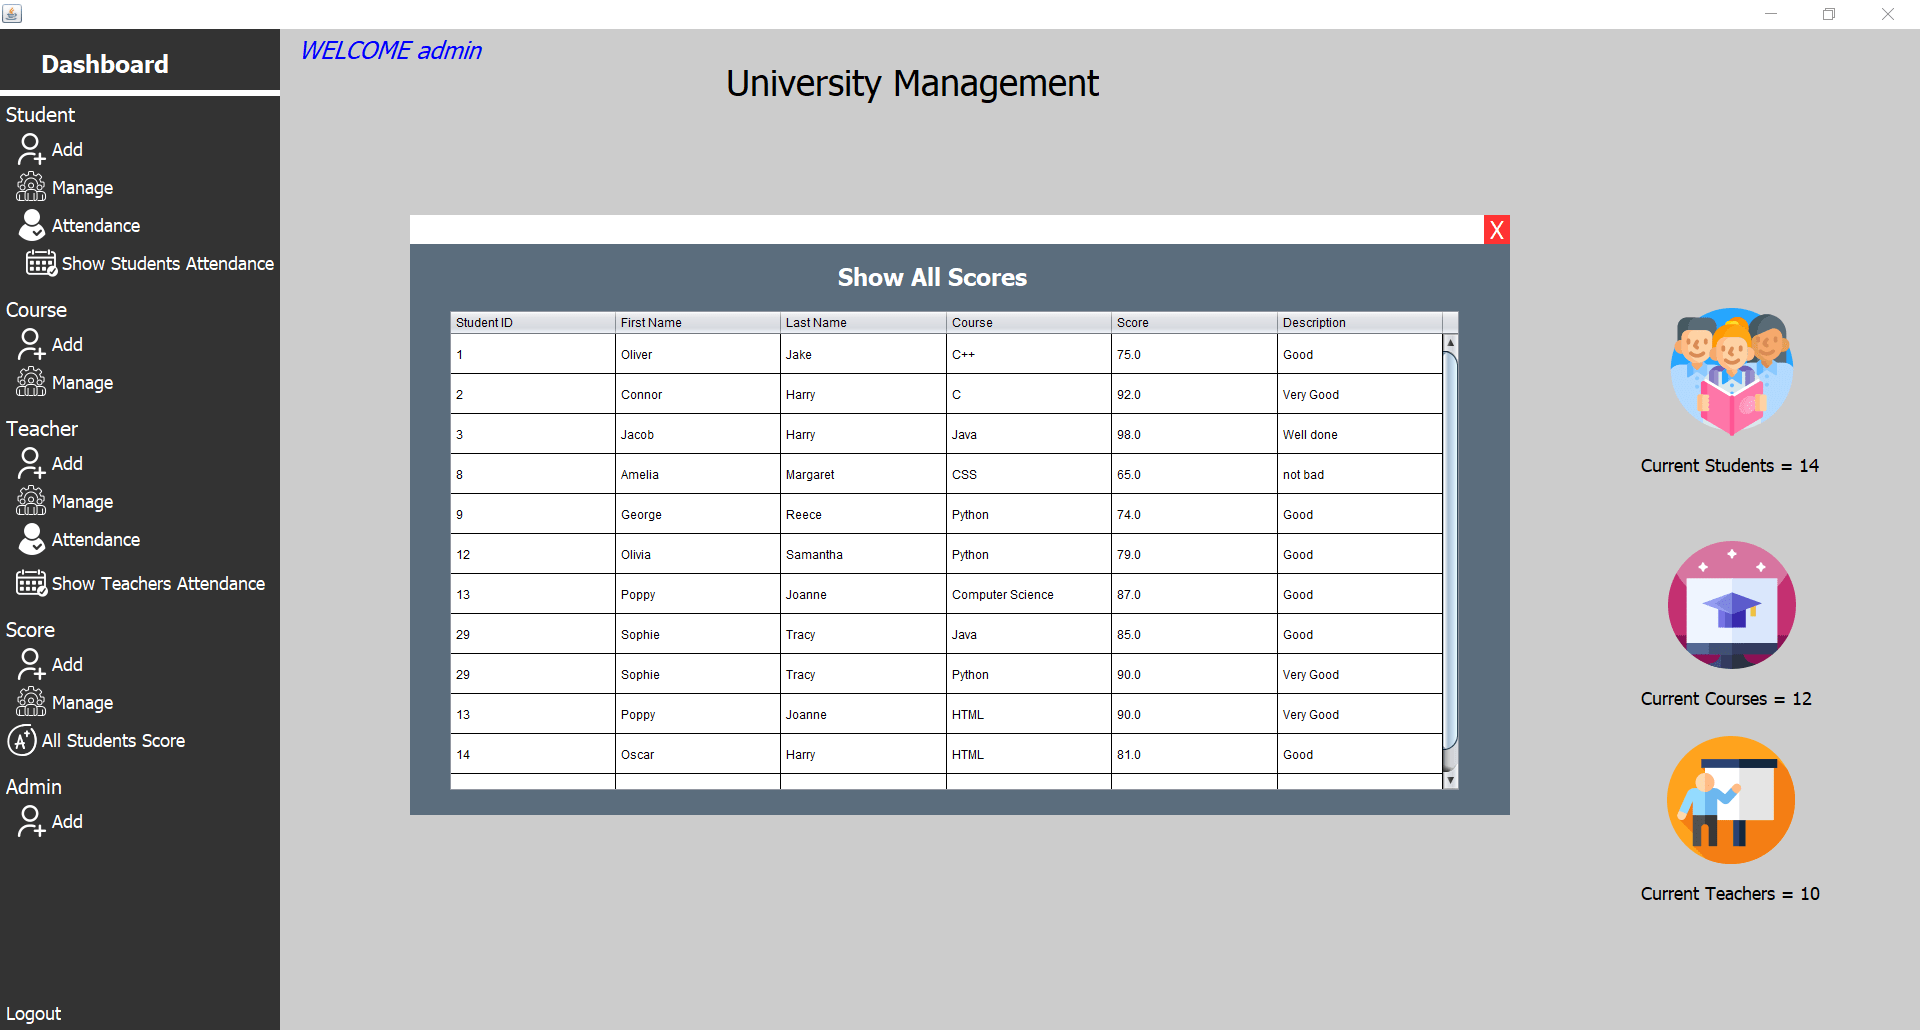 Dashboard
Student
Add
Manage
Attendance
Show Students Attendance
Course
Add
Manage
Teacher
Add
Manage
Attendance
Show Teachers Attendance
Score
Add
Manage
A+ All Students Score
Admin
Add
Logout
WELCOME admin
University Management
X
Show All Scores
Student ID First Name Last Name Course Score Description
1 Oliver Jake C++ 75.0 Good
2 Connor Harry C 92.0 Very Good
3 Jacob Harry Java 98.0 Well done
8 Amelia Margaret CSS 65.0 not bad
9 George Reece Python 74.0 Good
12 Olivia Samantha Python 79.0 Good
13 Poppy Joanne Computer Science 87.0 Good
29 Sophie Tracy Java 85.0 Good
29 Sophie Tracy Python 90.0 Very Good
13 Poppy Joanne HTML 90.0 Very Good
14 Oscar Harry HTML 81.0 Good
Current Students = 14
Current Courses = 12
Current Teachers = 10